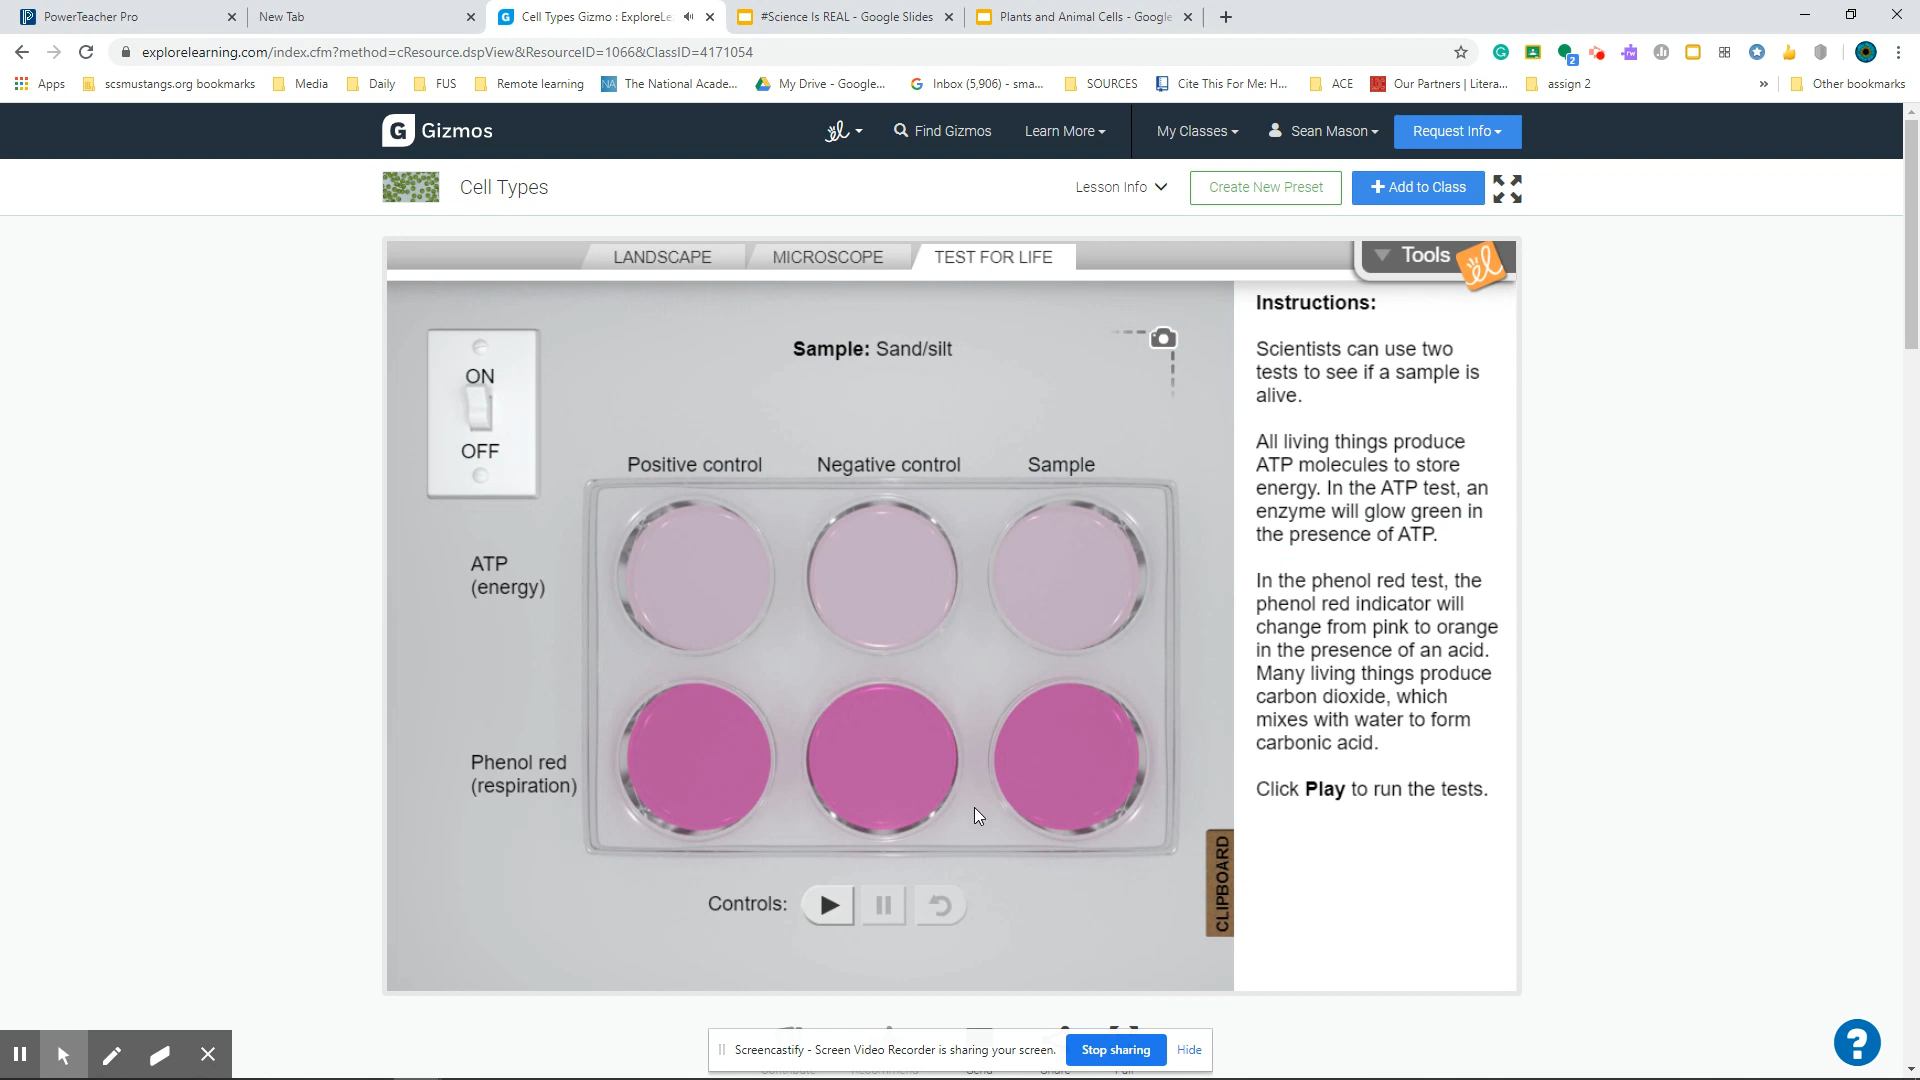 PowerTeacher Pro
New Tab
Cell Types Gizmo : ExploreLe
#Science Is REAL - Google Slides
Plants and Animal Cells - Google
explorelearning.com/index.cfm?method=cResource.dspView&ResourceID=1066&ClassID=4171054
2
Apps
scsmustangs.org bookmarks
Media
Daily
FUS
Remote learning
The National Acade...
My Drive - Google...
Inbox (5,906) - sma...
SOURCES
Cite This For Me: H...
ACE
Our Partners | Litera...
assign 2
»
Other bookmarks
Gizmos
Find Gizmos
Learn More
My Classes
Sean Mason
Request Info
Cell Types
Lesson Info
Create New Preset
+ Add to Class
LANDSCAPE
MICROSCOPE
TEST FOR LIFE
Tools
ON
OFF
Sample: Sand/silt
Positive control
Negative control
Sample
ATP
(energy)
Phenol red
(respiration)
Controls:
CLIPBOARD
Instructions:
Scientists can use two
tests to see if a sample is
alive.
All living things produce
ATP molecules to store
energy. In the ATP test, an
enzyme will glow green in
the presence of ATP.
In the phenol red test, the
phenol red indicator will
change from pink to orange
in the presence of an acid.
Many living things produce
carbon dioxide, which
mixes with water to form
carbonic acid.
Click Play to run the tests.
Screencastify - Screen Video Recorder is sharing your screen.
Stop sharing
Hide
?